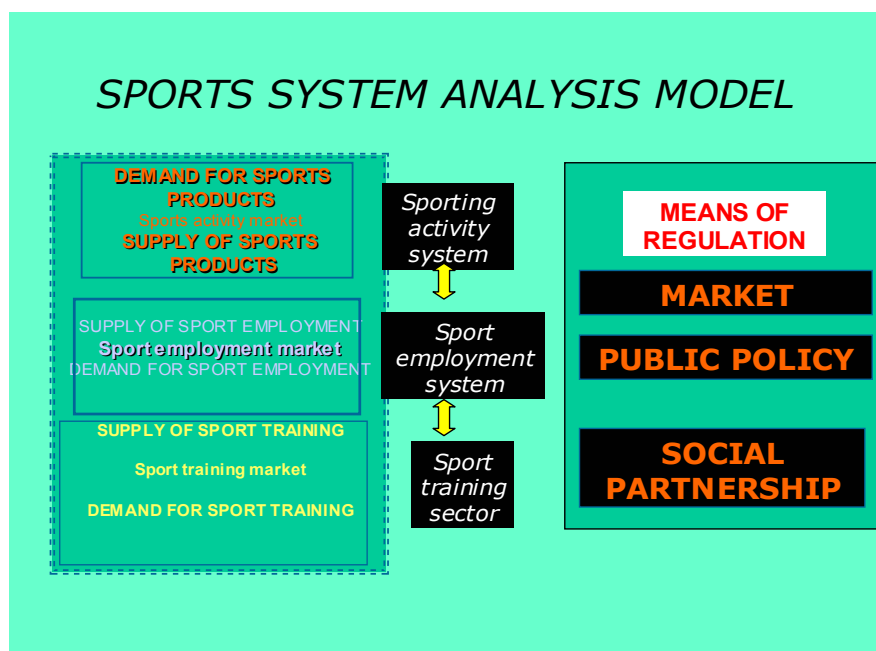 SPORTS SYSTEM ANALYSIS MODEL
DEMAND FOR SPORTS
PRODUCTS
Sports activity market
SUPPLY OF SPORTS
PRODUCTS
SUPPLY OF SPORT EMPLOYMENT
Sport employment market
DEMAND FOR SPORT EMPLOYMENT
SUPPLY OF SPORT TRAINING
Sport training market
DEMAND FOR SPORT TRAINING
Sporting
activity
system
Sport
employment
system
Sport
training
sector
MEANS OF
REGULATION
MARKET
PUBLIC POLICY
SOCIAL
PARTNERSHIP